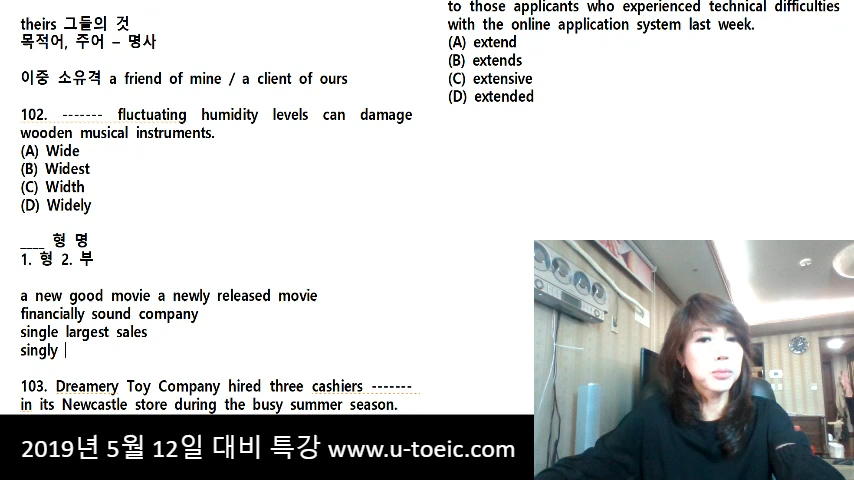 theirs 그들의 것
목적어, 주어 – 명사
이중 소유격 a friend of mine / a client of ours
102. ------- fluctuating humidity levels can damage
wooden musical instruments.
(A) Wide
(B) Widest
(C) Width
(D) Widely
____ 형 명
1. 형 2. 부
a new good movie a newly released movie
financially sound company
single largest sales
singly
103. Dreamery Toy Company hired three cashiers -------
in its Newcastle store during the busy summer season.
to those applicants who experienced technical difficulties
with the online application system last week.
(A) extend
(B) extends
(C) extensive
(D) extended
2019년 5월 12일 대비 특강 www.u-toeic.com